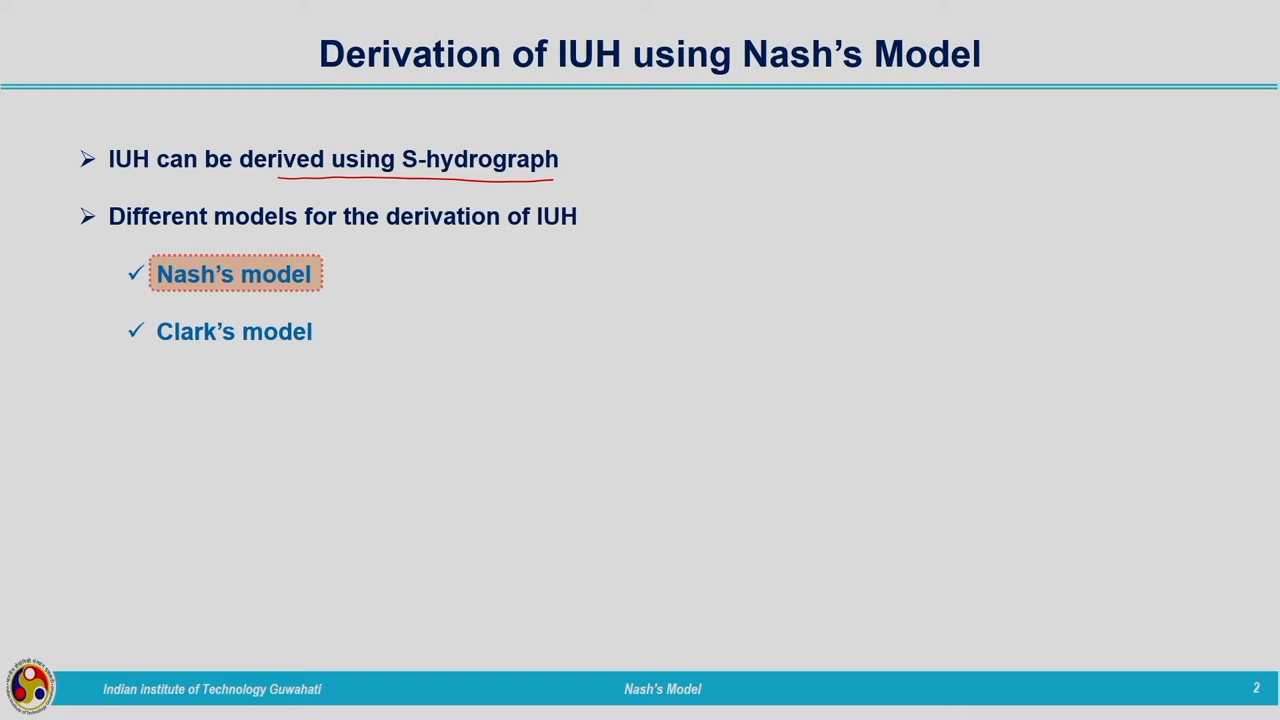 Derivation of IUH using Nash's Model
IUH can be derived using S-hydrograph
Different models for the derivation of IUH
Nash's model
Clark's model
Indian institute of Technology Guwahati
Nash's Model
2